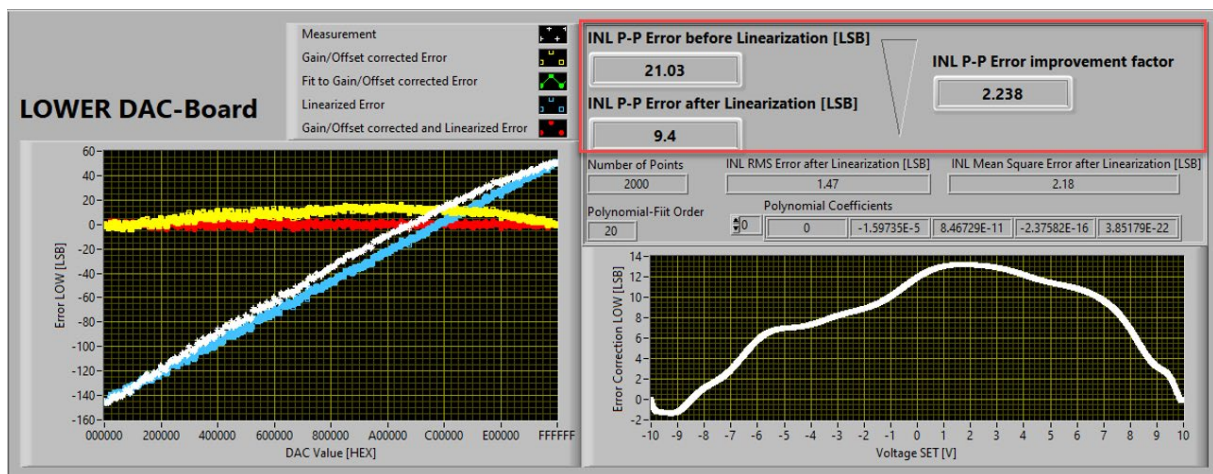 LOWER DAC-Board
Measurement
Gain/Offset corrected Error
Fit to Gain/Offset corrected Error
Linearized Error
Gain/Offset corrected and Linearized Error
INL P-P Error before Linearization [LSB]
21.03
INL P-P Error after Linearization [LSB]
9.4
INL P-P Error improvement factor
2.238
Number of Points
2000
INL RMS Error after Linearization [LSB]
1.47
INL Mean Square Error after Linearization [LSB]
2.18
Polynomial-Fiit Order
20
Polynomial Coefficients
0
0 -1.59735E-5 8.46729E-11 -2.37582E-16 3.85179E-22
Error LOW [LSB]
60
40
20
0
-20
-40
-60
-80
-100
-120
-140
-160
000000 200000 400000 600000 800000 A00000 C00000 E00000 FFFFFF
DAC Value [HEX]
Error Correction LOW [LSB]
14
12
10
8
6
4
2
0
-2
-10 -9 -8 -7 -6 -5 -4 -3 -2 -1 0 1 2 3 4 5 6 7 8 9 10
Voltage SET [V]